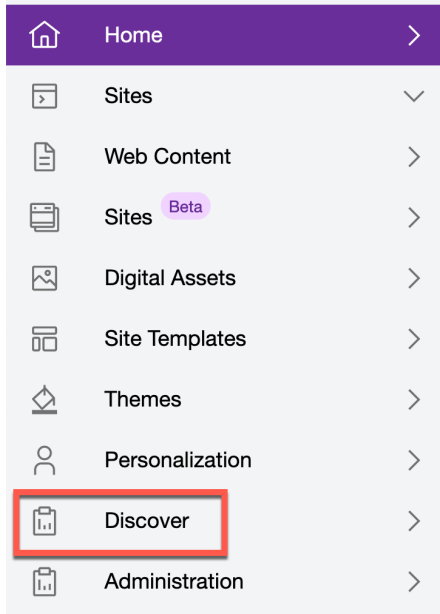 Home
Sites
Web Content
Sites Beta
Digital Assets
Site Templates
Themes
Personalization
Discover
Administration